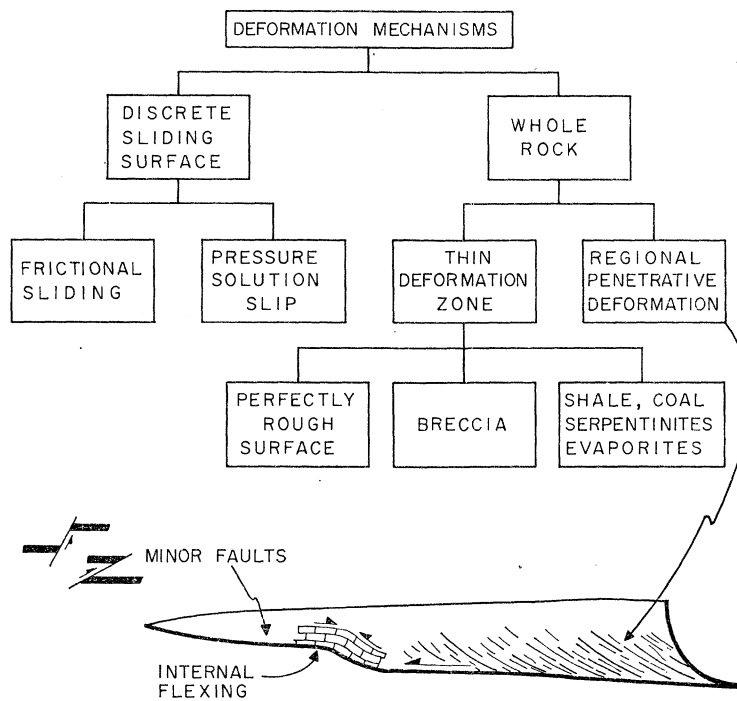 DEFORMATION MECHANISMS
DISCRETE
SLIDING
SURFACE
WHOLE
ROCK
FRICTIONAL
SLIDING
PRESSURE
SOLUTION
SLIP
THIN
DEFORMATION
ZONE
REGIONAL
PENETRATIVE
DEFORMATION
PERFECTLY
ROUGH
SURFACE
BRECCIA
SHALE, COAL
SERPENTINITES
EVAPORITES
MINOR FAULTS
INTERNAL
FLEXING